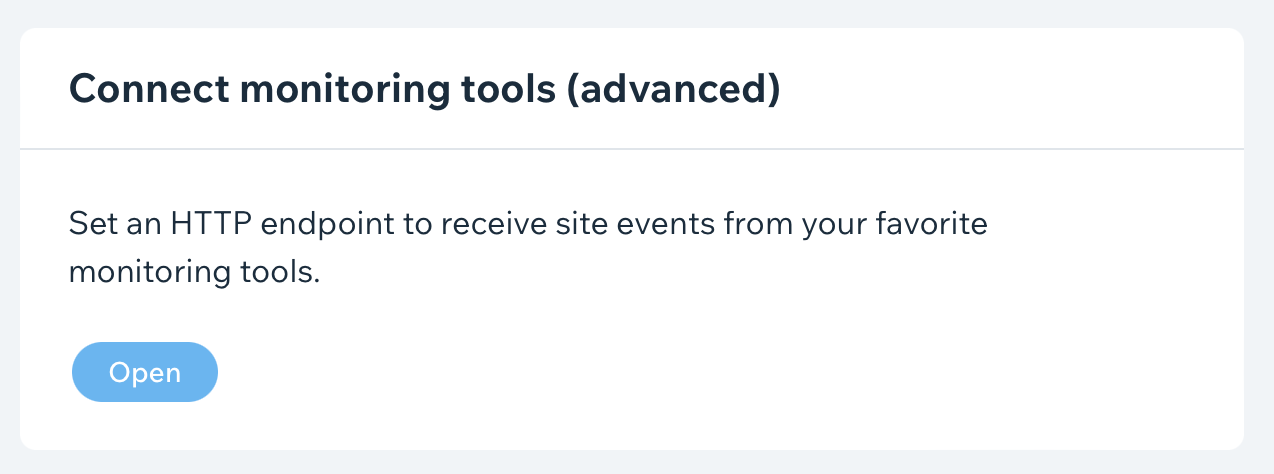 Connect monitoring tools (advanced)
Set an HTTP endpoint to receive site events from your favorite
monitoring tools.
Open